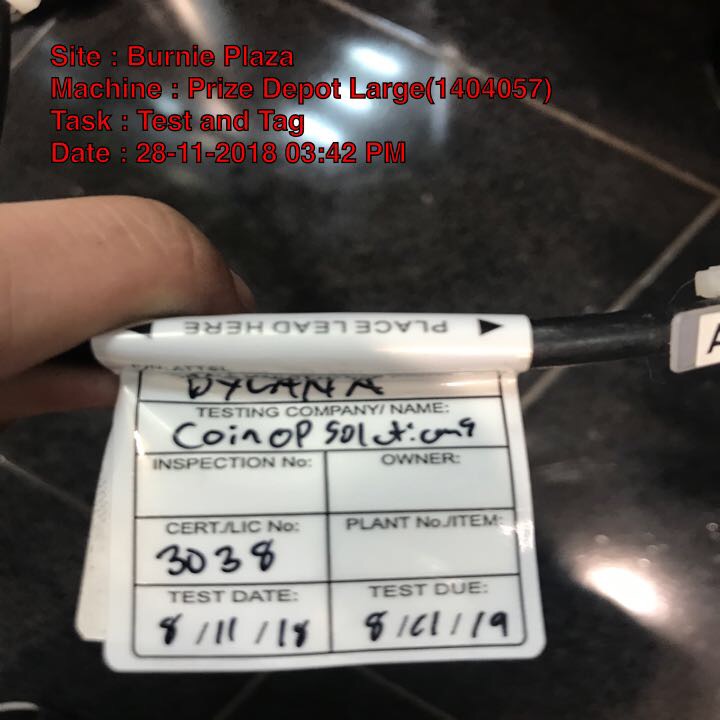 Site : Burnie Plaza
Machine : Prize Depot Large(1404057)
Task : Test and Tag
Date : 28-11-2018 03:42 PM
PLACE LEAD HERE
A
TESTING COMPANY/ NAME:
Coin OP Solutions
INSPECTION No: OWNER:
CERT./LIC No: PLANT No./ITEM:
3038
TEST DATE: TEST DUE:
8/11/18 8/11/19